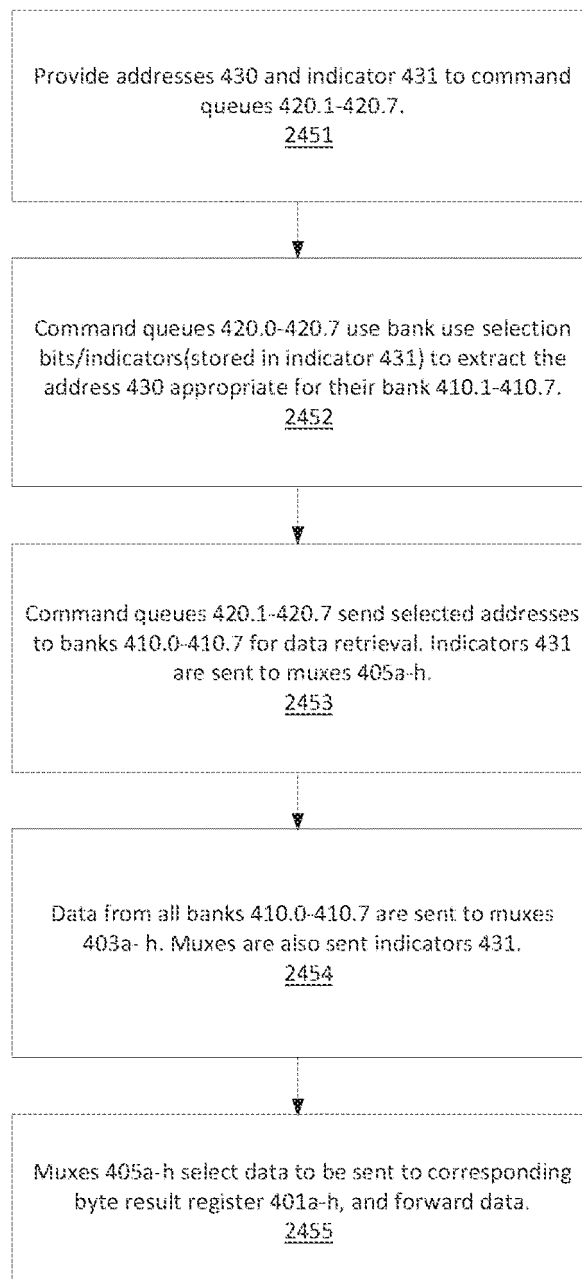 Provide addresses 430 and indicator 431 to command
queues 420.1-420.7.
2451
Command queues 420.0-420.7 use bank use selection
bits/indicators(stored in indicator 431) to extract the
address 430 appropriate for their bank 410.1-410.7.
2452
Command queues 420.1-420.7 send selected addresses
to banks 410.0-410.7 for data retrieval. Indicators 431
are sent to muxes 405a-h.
2453
Data from all banks 410.0-410.7 are sent to muxes
403a- h. Muxes are also sent indicators 431.
2454
Muxes 405a-h select data to be sent to corresponding
byte result register 401a-h, and forward data.
2455